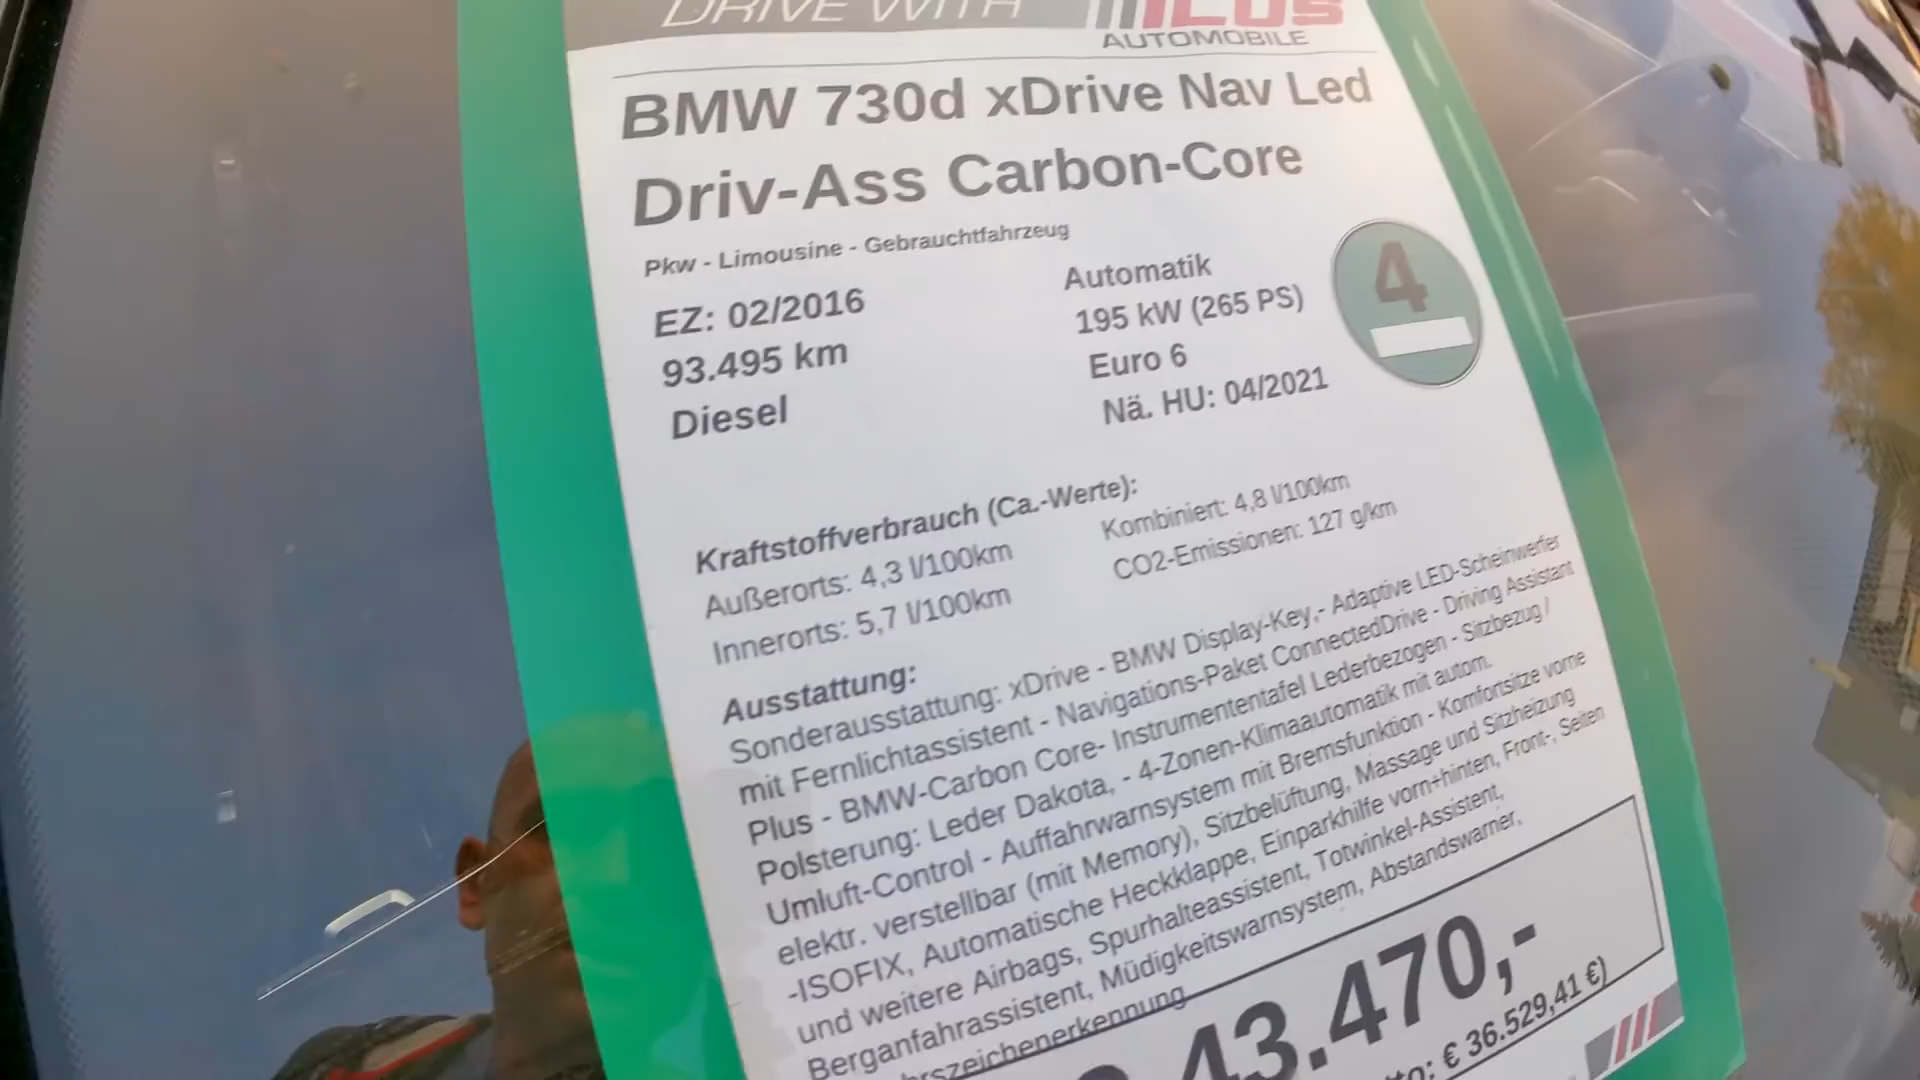 DRIVE WITH
AUTOMOBILE
BMW 730d xDrive Nav Led
Driv-Ass Carbon-Core
Pkw - Limousine - Gebrauchtfahrzeug
EZ: 02/2016
93.495 km
Diesel
Automatik
195 kW (265 PS)
Euro 6
Nä. HU: 04/2021
4
Kraftstoffverbrauch (Ca.-Werte):
Außerorts: 4,3 l/100km
Innerorts: 5,7 l/100km
Kombiniert: 4,8 l/100km
CO2-Emissionen: 127 g/km
Ausstattung:
Sonderausstattung: xDrive - BMW Display-Key,- Adaptive LED-Scheinwerfer
mit Fernlichtassistent - Navigations-Paket ConnectedDrive - Driving Assistant
Plus - BMW-Carbon Core- Instrumententafel Lederbezogen - Sitzbezug /
Polsterung: Leder Dakota, - 4-Zonen-Klimaautomatik mit autom.
Umluft-Control - Auffahrwarnsystem mit Bremsfunktion - Komfortsitze vorne
elektr. verstellbar (mit Memory), Sitzbelüftung, Massage und Sitzheizung
-ISOFIX, Automatische Heckklappe, Einparkhilfe vorn+hinten, Front-, Seiten
und weitere Airbags, Spurhalteassistent, Totwinkel-Assistent,
Berganfahrassistent, Müdigkeitswarnsystem, Abstandswarner,
43.470,-
€ 36.529,41 €)